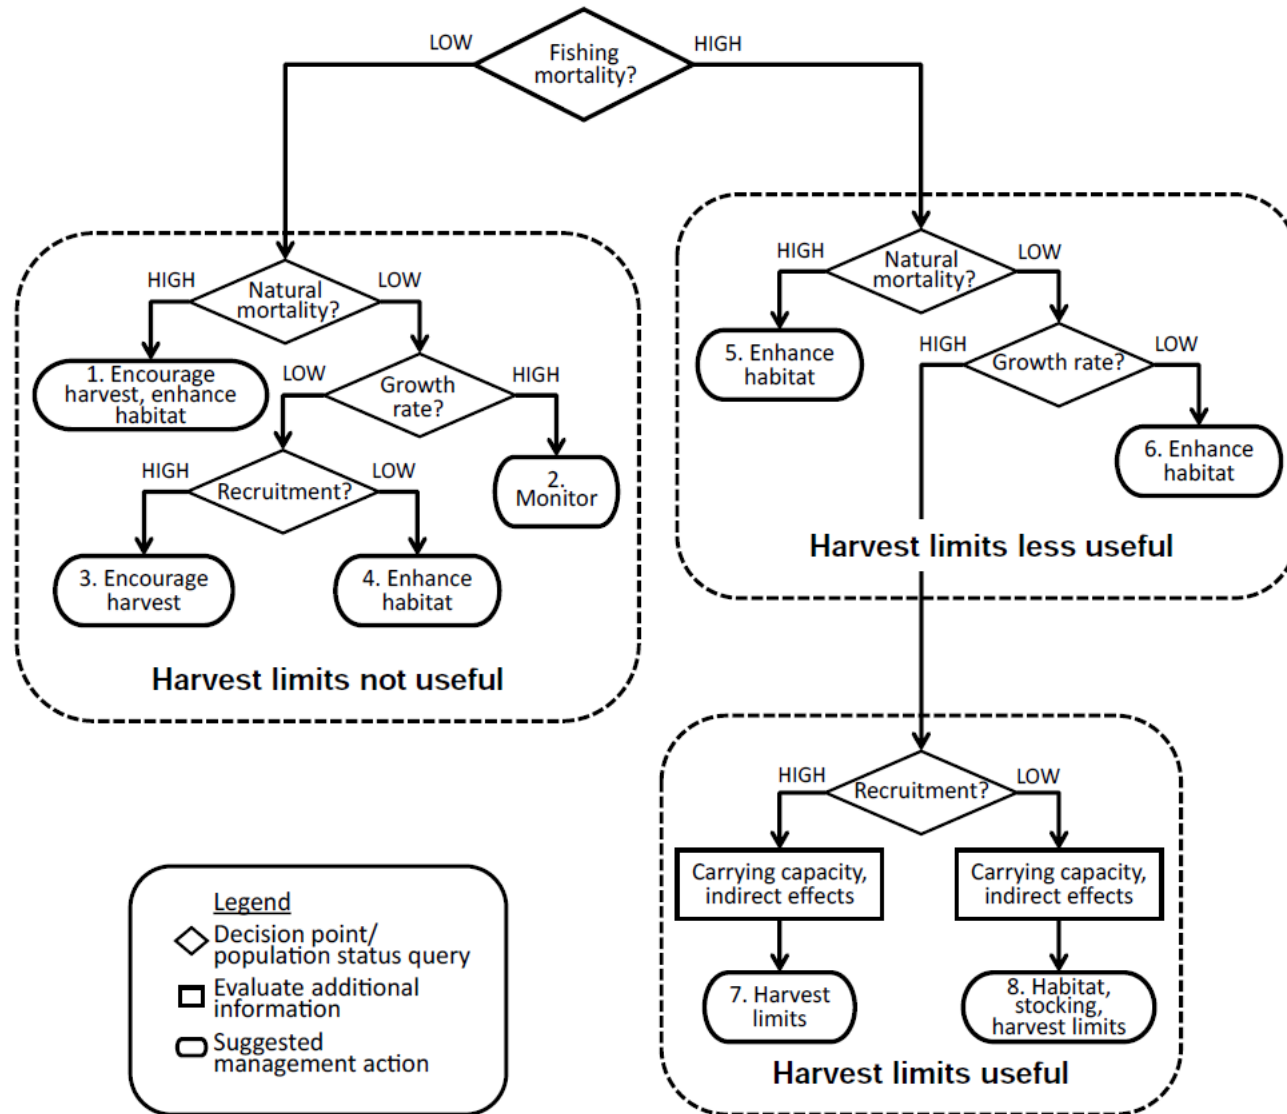 LOW
Fishing
mortality?
HIGH
HIGH
Natural
mortality?
LOW
1. Encourage
harvest, enhance
habitat
LOW
Growth
rate?
HIGH
2.
Monitor
HIGH
Recruitment?
LOW
3. Encourage
harvest
4. Enhance
habitat
Harvest limits not useful
HIGH
Natural
mortality?
LOW
5. Enhance
habitat
HIGH
Growth rate?
LOW
6. Enhance
habitat
Harvest limits less useful
HIGH
Recruitment?
LOW
Carrying capacity,
indirect effects
Carrying capacity,
indirect effects
7. Harvest
limits
8. Habitat,
stocking,
harvest limits
Harvest limits useful
Legend
Decision point/
population status query
Evaluate additional
information
Suggested
management action